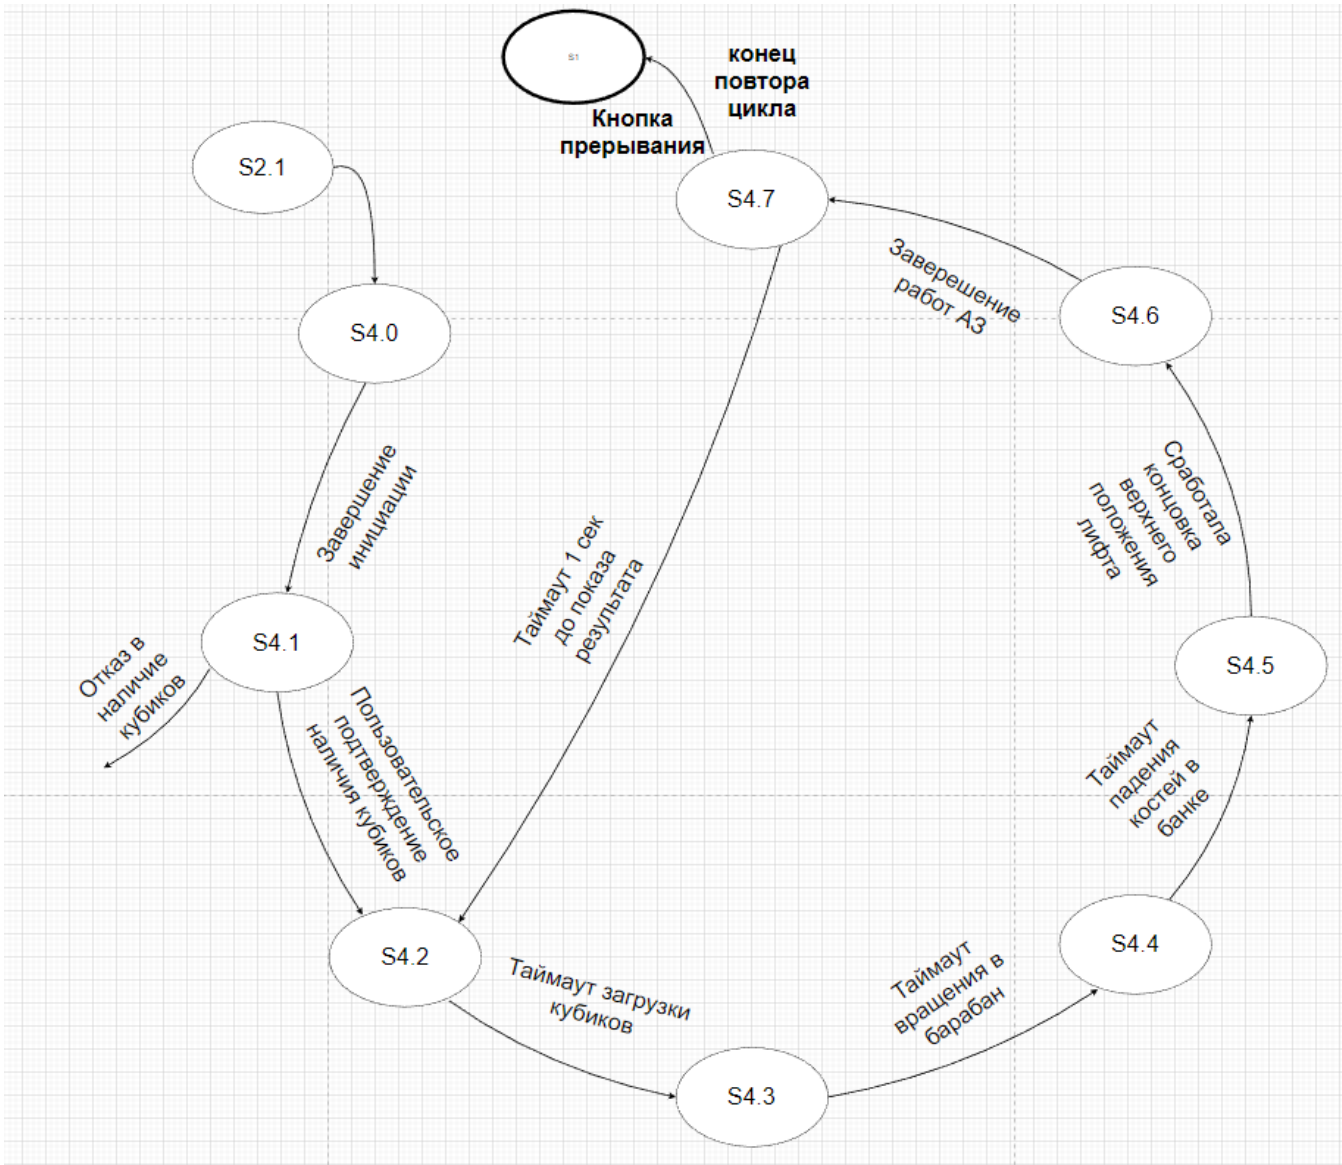 S1
конец
повтора
цикла
Кнопка
прерывания
S2.1
S4.7
Заверешение
работ АЗ
S4.6
S4.0
Завершение
инициации
Сработала
концовка
верхнего
положения
лифта
Таймаут 1 сек
до показа
результата
S4.1
Отказ в
наличие
кубиков
Пользовательское
подтверждение
наличия кубиков
S4.5
Таймаут
падения
костей в
банке
S4.2
Таймаут загрузки
кубиков
Таймаут
вращения в
барабан
S4.4
S4.3